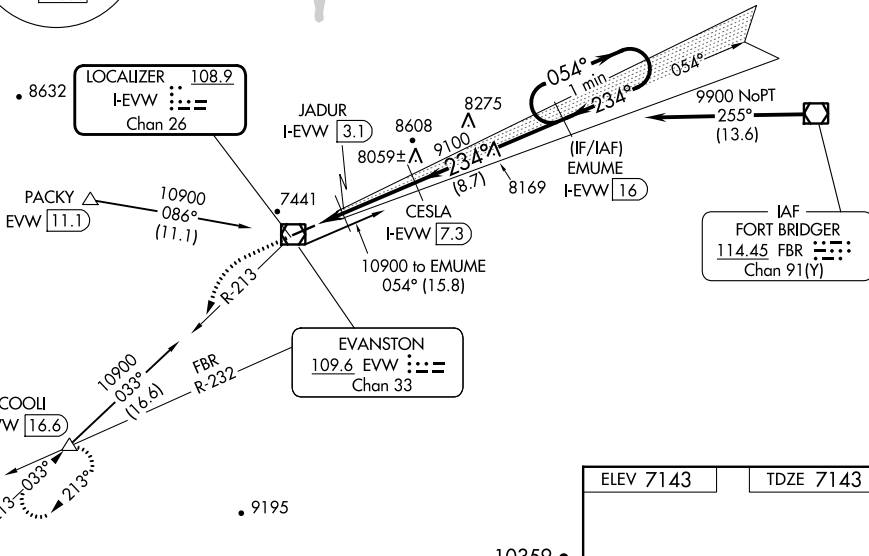 LOCALIZER 108.9
I-EVW
Chan 26
8632
JADUR
I-EVW 3.1
8608
8275
8059±
9100
234°
(8.7)
8169
054°
1 min
234°
054°
9900 NoPT
255°
(13.6)
(IF/IAF)
EMUME
I-EVW 16
IAF
FORT BRIDGER
114.45 FBR
Chan 91(Y)
PACKY
EVW 11.1
10900
086°
(11.1)
7441
CESLA
I-EVW 7.3
10900 to EMUME
054° (15.8)
R-213
EVANSTON
109.6 EVW
Chan 33
FBR
R-232
10900
033°
(16.6)
COOLI
16.6
033°
213°
9195
ELEV 7143
TDZE 7143